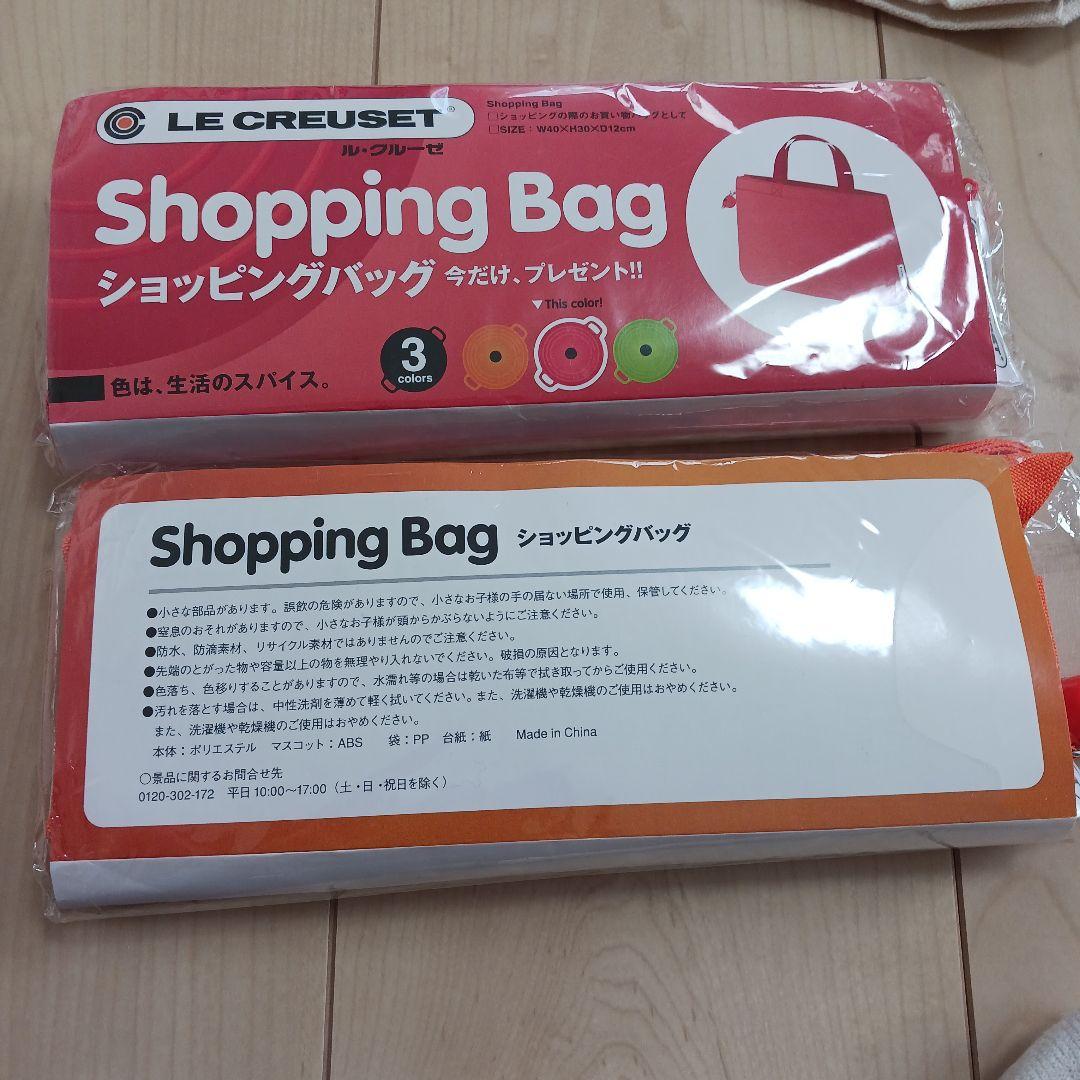 LE CREUSET®
ル・クルーゼ
Shopping Bag
□ショッピングの際のお買い物バッグとして
□SIZE：W40×H30×D12cm
Shopping Bag
ショッピングバッグ 今だけ、プレゼント!!
▼This color!
3
colors
色は、生活のスパイス。
Shopping Bag ショッピングバッグ
●小さな部品があります。誤飲の危険がありますので、小さなお子様の手の届ない場所で使用、保管してください。
●窒息のおそれがありますので、小さなお子様が頭からかぶらないようにご注意ください。
●防水、防滴素材、リサイクル素材ではありませんのでご注意ください。
●先端のとがった物や容量以上の物を無理やり入れないでください。破損の原因となります。
●色落ち、色移りすることがありますので、水濡れ等の場合は乾いた布等で拭き取ってからご使用ください。
●汚れを落とす場合は、中性洗剤を薄めて軽く拭いてください。また、洗濯機や乾燥機のご使用はおやめください。
また、洗濯機や乾燥機のご使用はおやめください。
本体：ポリエステル マスコット：ABS 袋：PP 台紙：紙 Made in China
○景品に関するお問合せ先
0120-302-172 平日10:00～17:00（土・日・祝日を除く）